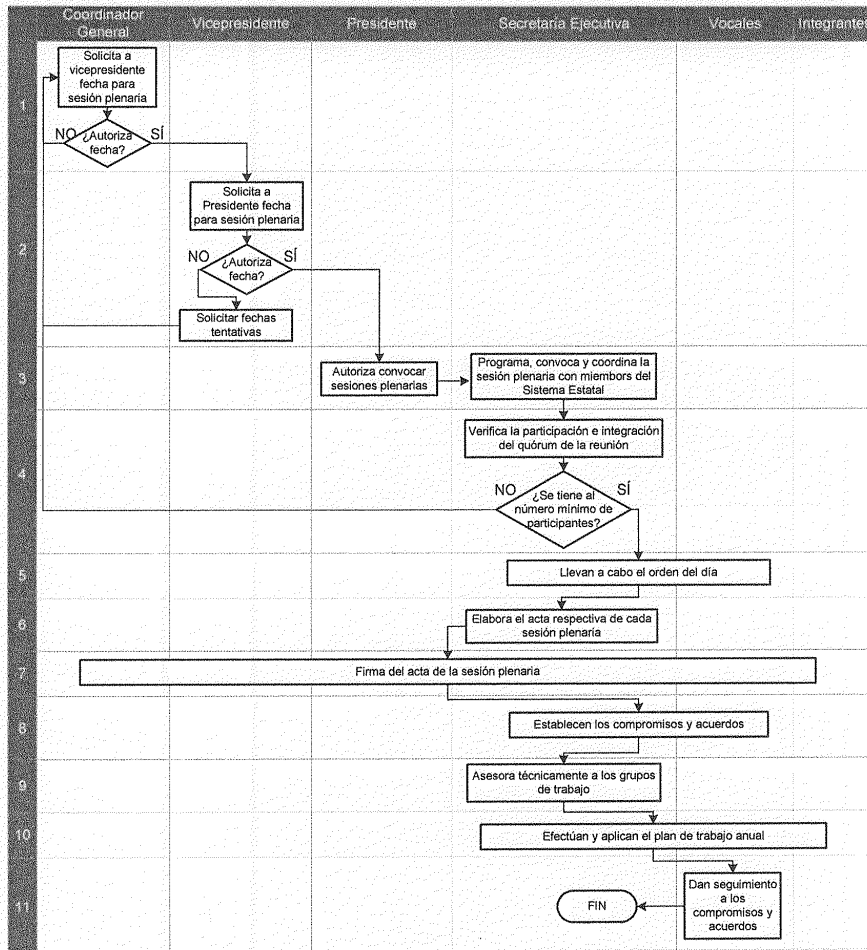 Coordinador
General
Vicepresidente
Presidente
Secretaría Ejecutiva
Vocales
Integrantes
1
Solicita a
vicepresidente
fecha para
sesión plenaria
NO
¿Autoriza
fecha?
SÍ
2
Solicita a
Presidente fecha
para sesión plenaria
NO
¿Autoriza
fecha?
SÍ
Solicitar fechas
tentativas
3
Autoriza convocar
sesiones plenarias
Programa, convoca y coordina la
sesión plenaria con miembors del
Sistema Estatal
4
Verifica la participación e integración
del quórum de la reunión
NO
¿Se tiene al
número mínimo de
participantes?
SÍ
5
Llevan a cabo el orden del día
6
Elabora el acta respectiva de cada
sesión plenaria
7
Firma del acta de la sesión plenaria
8
Establecen los compromisos y acuerdos
9
Asesora técnicamente a los grupos
de trabajo
10
Efectúan y aplican el plan de trabajo anual
11
Dan seguimiento
a los
compromisos y
acuerdos
FIN